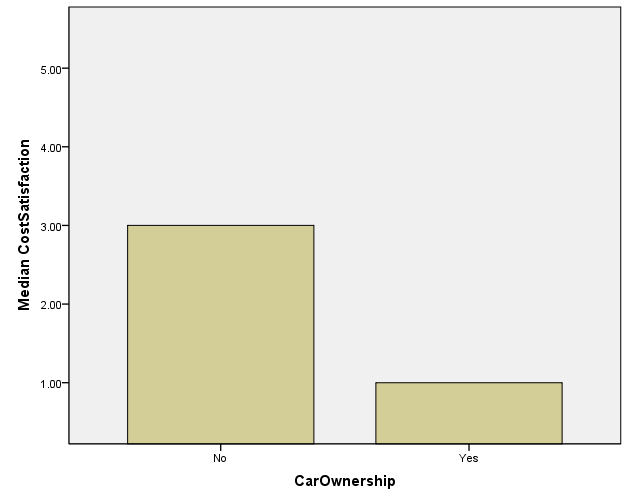 Median CostSatisfaction
5.00
4.00
3.00
2.00
1.00
No Yes
CarOwnership